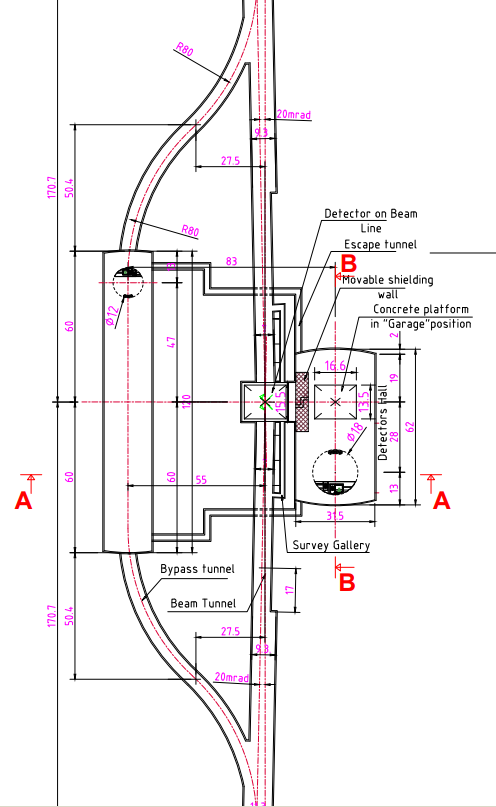 R80
20mrad
9.3
27.5
170.7
50.4
Detector on Beam
Line
Escape tunnel
R80
83
B
Movable shielding
wall
Concrete platform
in "Garage"position
Ø12
47
2
60
16.6
19
120
15.5
13.5
Detectors Hall
62
28
Ø18
A
60
60
55
13
A
31.5
Survey Gallery
Bypass tunnel
B
Beam Tunnel
17
170.7
50.4
27.5
9.3
20mrad